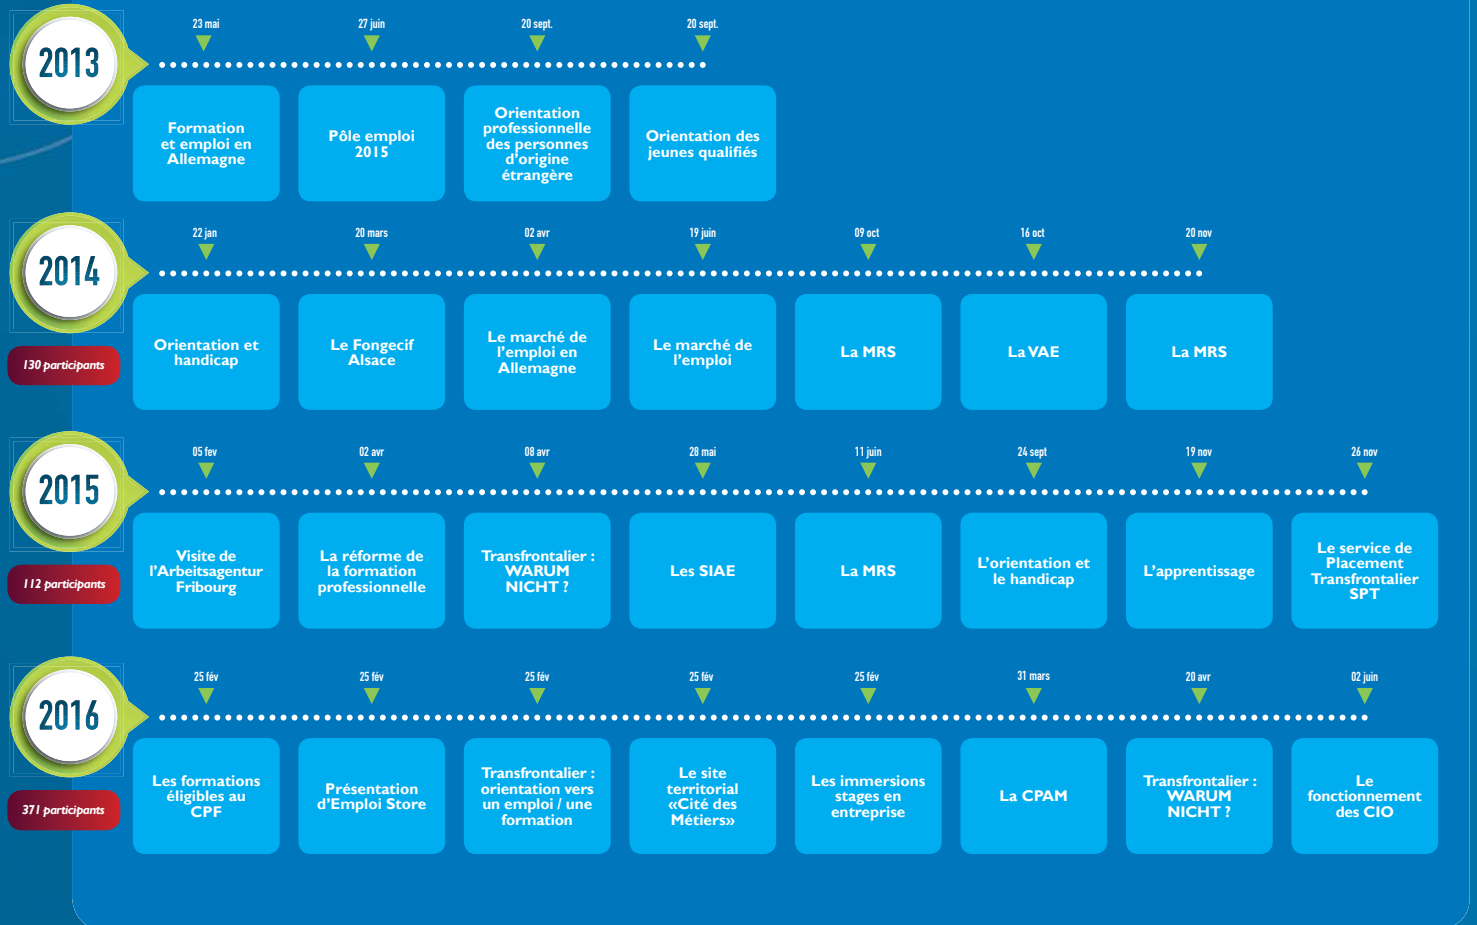 2013
23 mai
27 juin
20 sept.
20 sept.
Formation
et emploi en
Allemagne
Pôle emploi
2015
Orientation
professionnelle
des personnes
d'origine
étrangère
Orientation des
jeunes qualifiés
2014
130 participants
22 jan
20 mars
02 avr
19 juin
09 oct
16 oct
20 nov
Orientation et
handicap
Le Fongecif
Alsace
Le marché de
l'emploi en
Allemagne
Le marché de
l'emploi
La MRS
La VAE
La MRS
2015
112 participants
05 fev
02 avr
08 avr
28 mai
11 juin
24 sept
19 nov
26 nov
Visite de
l'Arbeitsagentur
Fribourg
La réforme de
la formation
professionnelle
Transfrontalier :
WARUM
NICHT ?
Les SIAE
La MRS
L'orientation et
le handicap
L'apprentissage
Le service de
Placement
Transfrontalier
SPT
2016
371 participants
25 fév
25 fév
25 fév
25 fév
25 fév
31 mars
20 avr
02 juin
Les formations
éligibles au
CPF
Présentation
d'Emploi Store
Transfrontalier :
orientation vers
un emploi / une
formation
Le site
territorial
«Cité des
Métiers»
Les immersions
stages en
entreprise
La CPAM
Transfrontalier :
WARUM
NICHT ?
Le
fonctionnement
des CIO